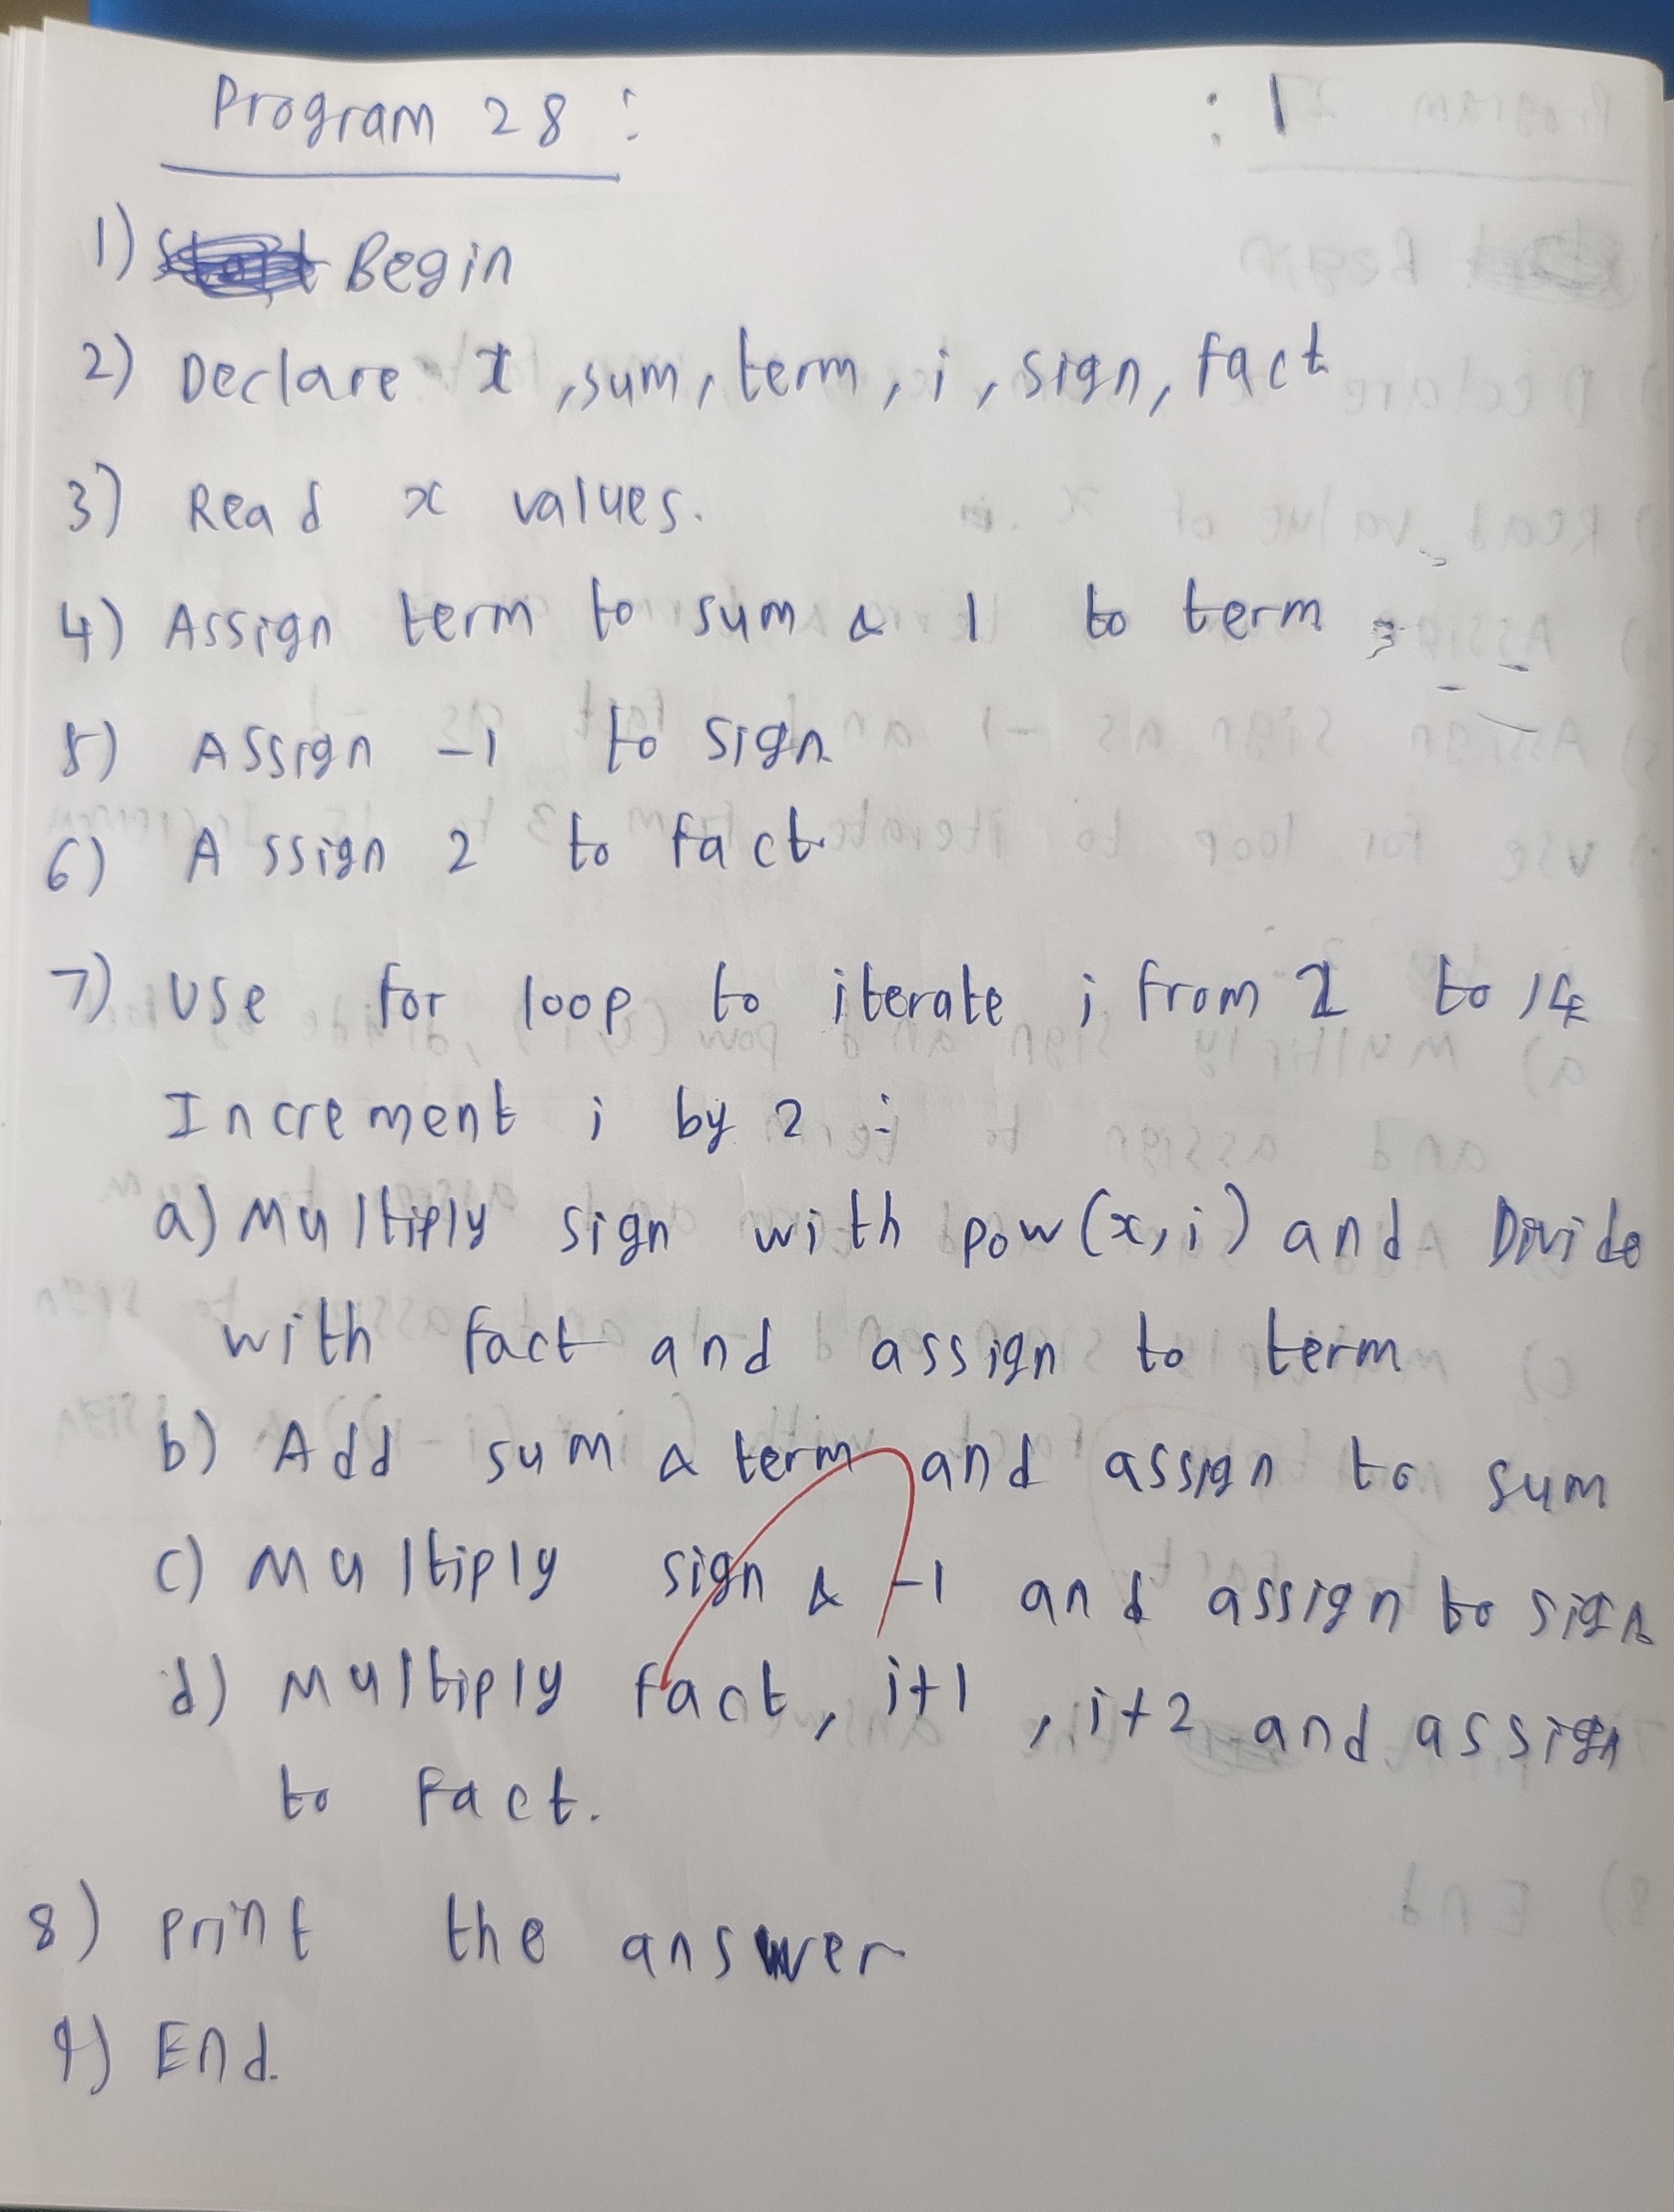 Program 28 :
1) Begin
2) Declare x , sum, term, i, sign, fact
3) Read x values.
4) Assign term to sum & 1 to term
5) Assign -1 to sign
6) Assign 2 to fact
7) Use for loop to iterate i from 2 to 14
Increment i by 2 :
a) Multiply sign with pow(x,i) and Divide
with fact and assign to term
b) Add sum & term and assign to sum
c) Multiply sign & -1 and assign to sign
d) Multiply fact, i+1 , i+2 and assign
to fact.
8) Print the answer
9) End.